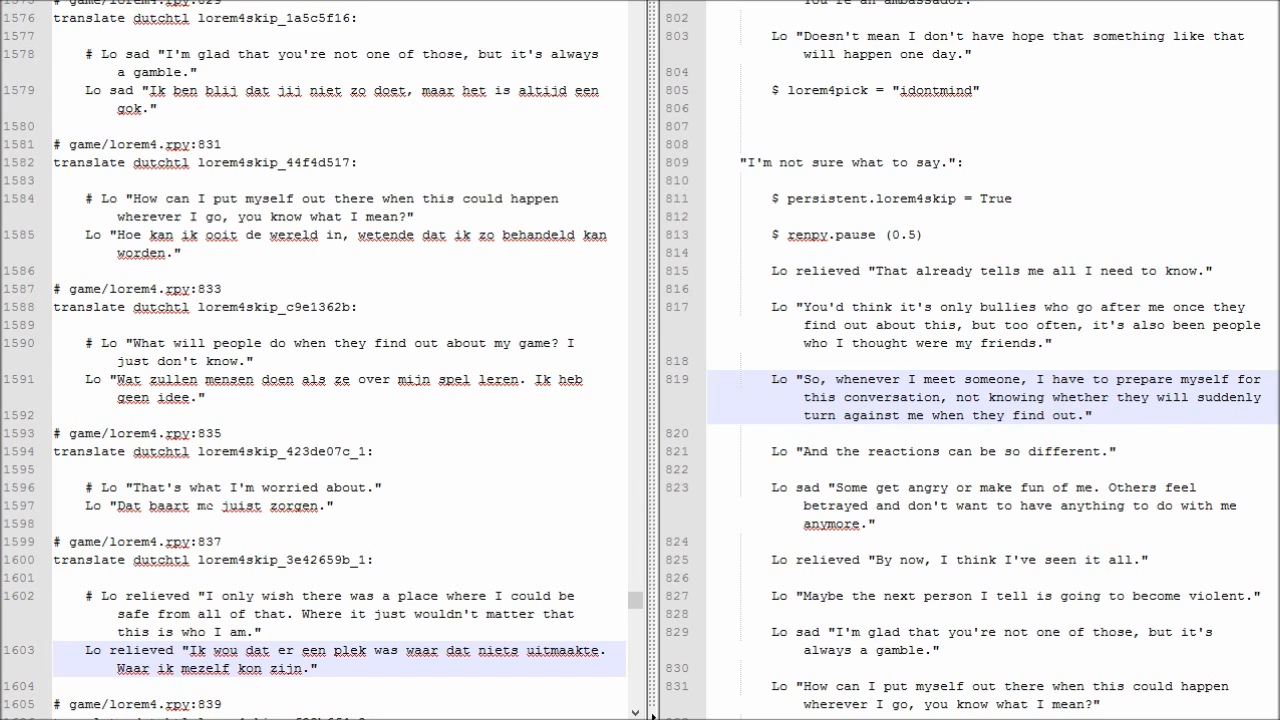 # game/lorem4.rpy:829
1576 translate dutchtl lorem4skip_1a5c5f16:
1577
1578 # Lo sad "I'm glad that you're not one of those, but it's always
a gamble."
1579 Lo sad "Ik ben blij dat jij niet zo doet, maar het is altijd een
gok."
1580
1581 # game/lorem4.rpy:831
1582 translate dutchtl lorem4skip_44f4d517:
1583
1584 # Lo "How can I put myself out there when this could happen
wherever I go, you know what I mean?"
1585 Lo "Hoe kan ik ooit de wereld in, wetende dat ik zo behandeld kan
worden."
1586
1587 # game/lorem4.rpy:833
1588 translate dutchtl lorem4skip_c9e1362b:
1589
1590 # Lo "What will people do when they find out about my game? I
just don't know."
1591 Lo "Wat zullen mensen doen als ze over mijn spel leren. Ik heb
geen idee."
1592
1593 # game/lorem4.rpy:835
1594 translate dutchtl lorem4skip_423de07c_1:
1595
1596 # Lo "That's what I'm worried about."
1597 Lo "Dat baart me juist zorgen."
1598
1599 # game/lorem4.rpy:837
1600 translate dutchtl lorem4skip_3e42659b_1:
1601
1602 # Lo relieved "I only wish there was a place where I could be
safe from all of that. Where it just wouldn't matter that
this is who I am."
1603 Lo relieved "Ik wou dat er een plek was waar dat niets uitmaakte.
Waar ik mezelf kon zijn."
1604
1605 # game/lorem4.rpy:839
You're an ambassador.
802
803 Lo "Doesn't mean I don't have hope that something like that
will happen one day."
804
805 $ lorem4pick = "idontmind"
806
807
808
809 "I'm not sure what to say.":
810
811 $ persistent.lorem4skip = True
812
813 $ renpy.pause (0.5)
814
815 Lo relieved "That already tells me all I need to know."
816
817 Lo "You'd think it's only bullies who go after me once they
find out about this, but too often, it's also been people
who I thought were my friends."
818
819 Lo "So, whenever I meet someone, I have to prepare myself for
this conversation, not knowing whether they will suddenly
turn against me when they find out."
820
821 Lo "And the reactions can be so different."
822
823 Lo sad "Some get angry or make fun of me. Others feel
betrayed and don't want to have anything to do with me
anymore."
824
825 Lo relieved "By now, I think I've seen it all."
826
827 Lo "Maybe the next person I tell is going to become violent."
828
829 Lo sad "I'm glad that you're not one of those, but it's
always a gamble."
830
831 Lo "How can I put myself out there when this could happen
wherever I go, you know what I mean?"